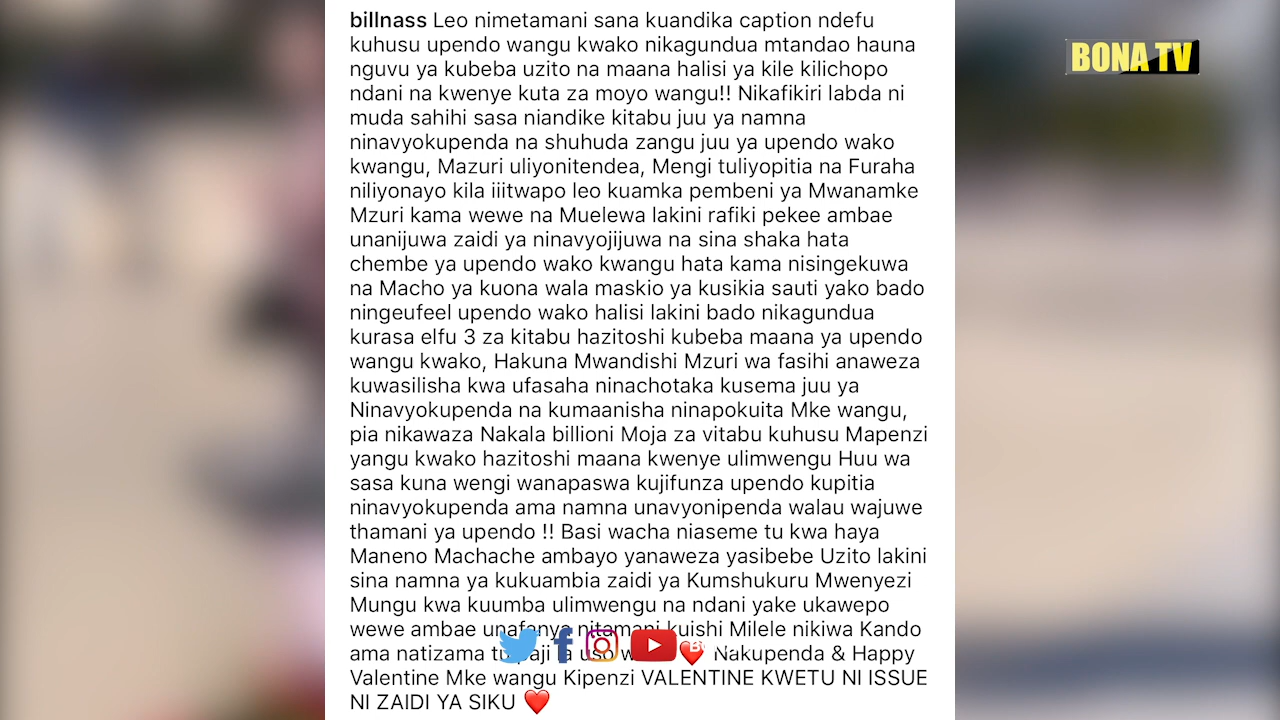 billnass Leo nimetamani sana kuandika caption ndefu
kuhusu upendo wangu kwako nikagundua mtandao hauna
nguvu ya kubeba uzito na maana halisi ya kile kilichopo
ndani na kwenye kuta za moyo wangu!! Nikafikiri labda ni
muda sahihi sasa niandike kitabu juu ya namna
ninavyokupenda na shuhuda zangu juu ya upendo wako
kwangu, Mazuri uliyonitendea, Mengi tuliyopitia na Furaha
niliyonayo kila iiitwapo leo kuamka pembeni ya Mwanamke
Mzuri kama wewe na Muelewa lakini rafiki pekee ambae
unanijuwa zaidi ya ninavyojijuwa na sina shaka hata
chembe ya upendo wako kwangu hata kama nisingekuwa
na Macho ya kuona wala maskio ya kusikia sauti yako bado
ningeufeel upendo wako halisi lakini bado nikagundua
kurasa elfu 3 za kitabu hazitoshi kubeba maana ya upendo
wangu kwako, Hakuna Mwandishi Mzuri wa fasihi anaweza
kuwasilisha kwa ufasaha ninachotaka kusema juu ya
Ninavyokupenda na kumaanisha ninapokuita Mke wangu,
pia nikawaza Nakala billioni Moja za vitabu kuhusu Mapenzi
yangu kwako hazitoshi maana kwenye ulimwengu Huu wa
sasa kuna wengi wanapaswa kujifunza upendo kupitia
ninavyokupenda ama namna unavyonipenda walau wajuwe
thamani ya upendo !! Basi wacha niaseme tu kwa haya
Maneno Machache ambayo yanaweza yasibebe Uzito lakini
sina namna ya kukuambia zaidi ya Kumshukuru Mwenyezi
Mungu kwa kuumba ulimwengu na ndani yake ukawepo
wewe ambae unafanya nitamani kuishi Milele nikiwa Kando
ama natizama ❤️ Nakupenda & Happy
Valentine Mke wangu Kipenzi VALENTINE KWETU NI ISSUE
NI ZAIDI YA SIKU ❤️
BONA TV